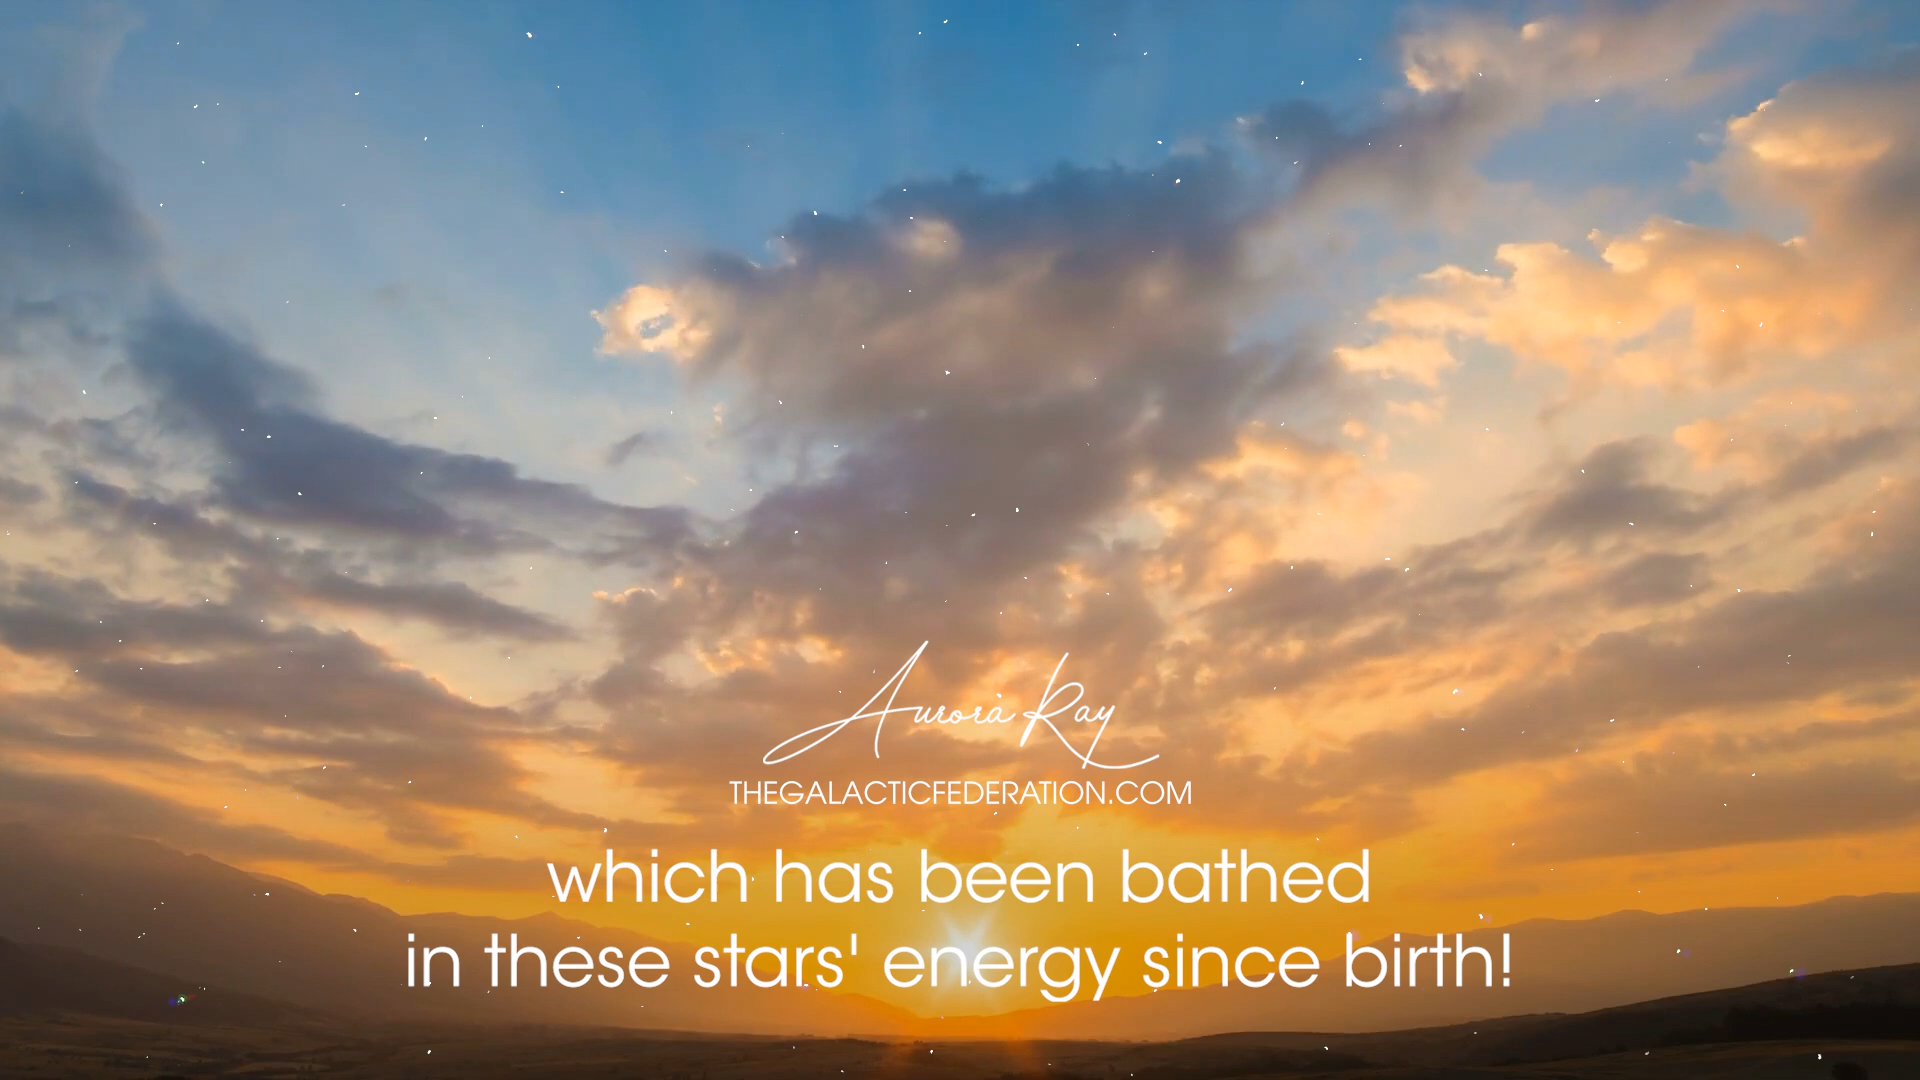 Aurora Ray
THEGALACTICFEDERATION.COM
which has been bathed
in these stars' energy since birth!